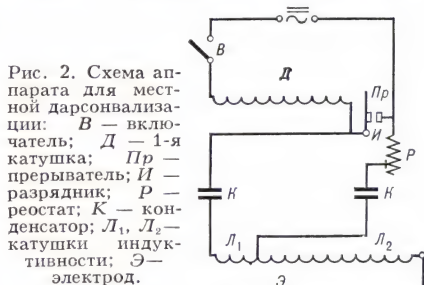 Рис. 2. Схема ап-
парата для мест-
ной дарсонвализа-
ции: В — вклю-
чатель; Д — 1-я
катушка; Пр —
прерыватель; И —
разрядник; Р —
реостат; К — кон-
денсатор; Л₁, Л₂—
катушки индук-
тивности; Э—
электрод.
В
Д
Пр
И
Р
К
К
Л₁
Л₂
Э